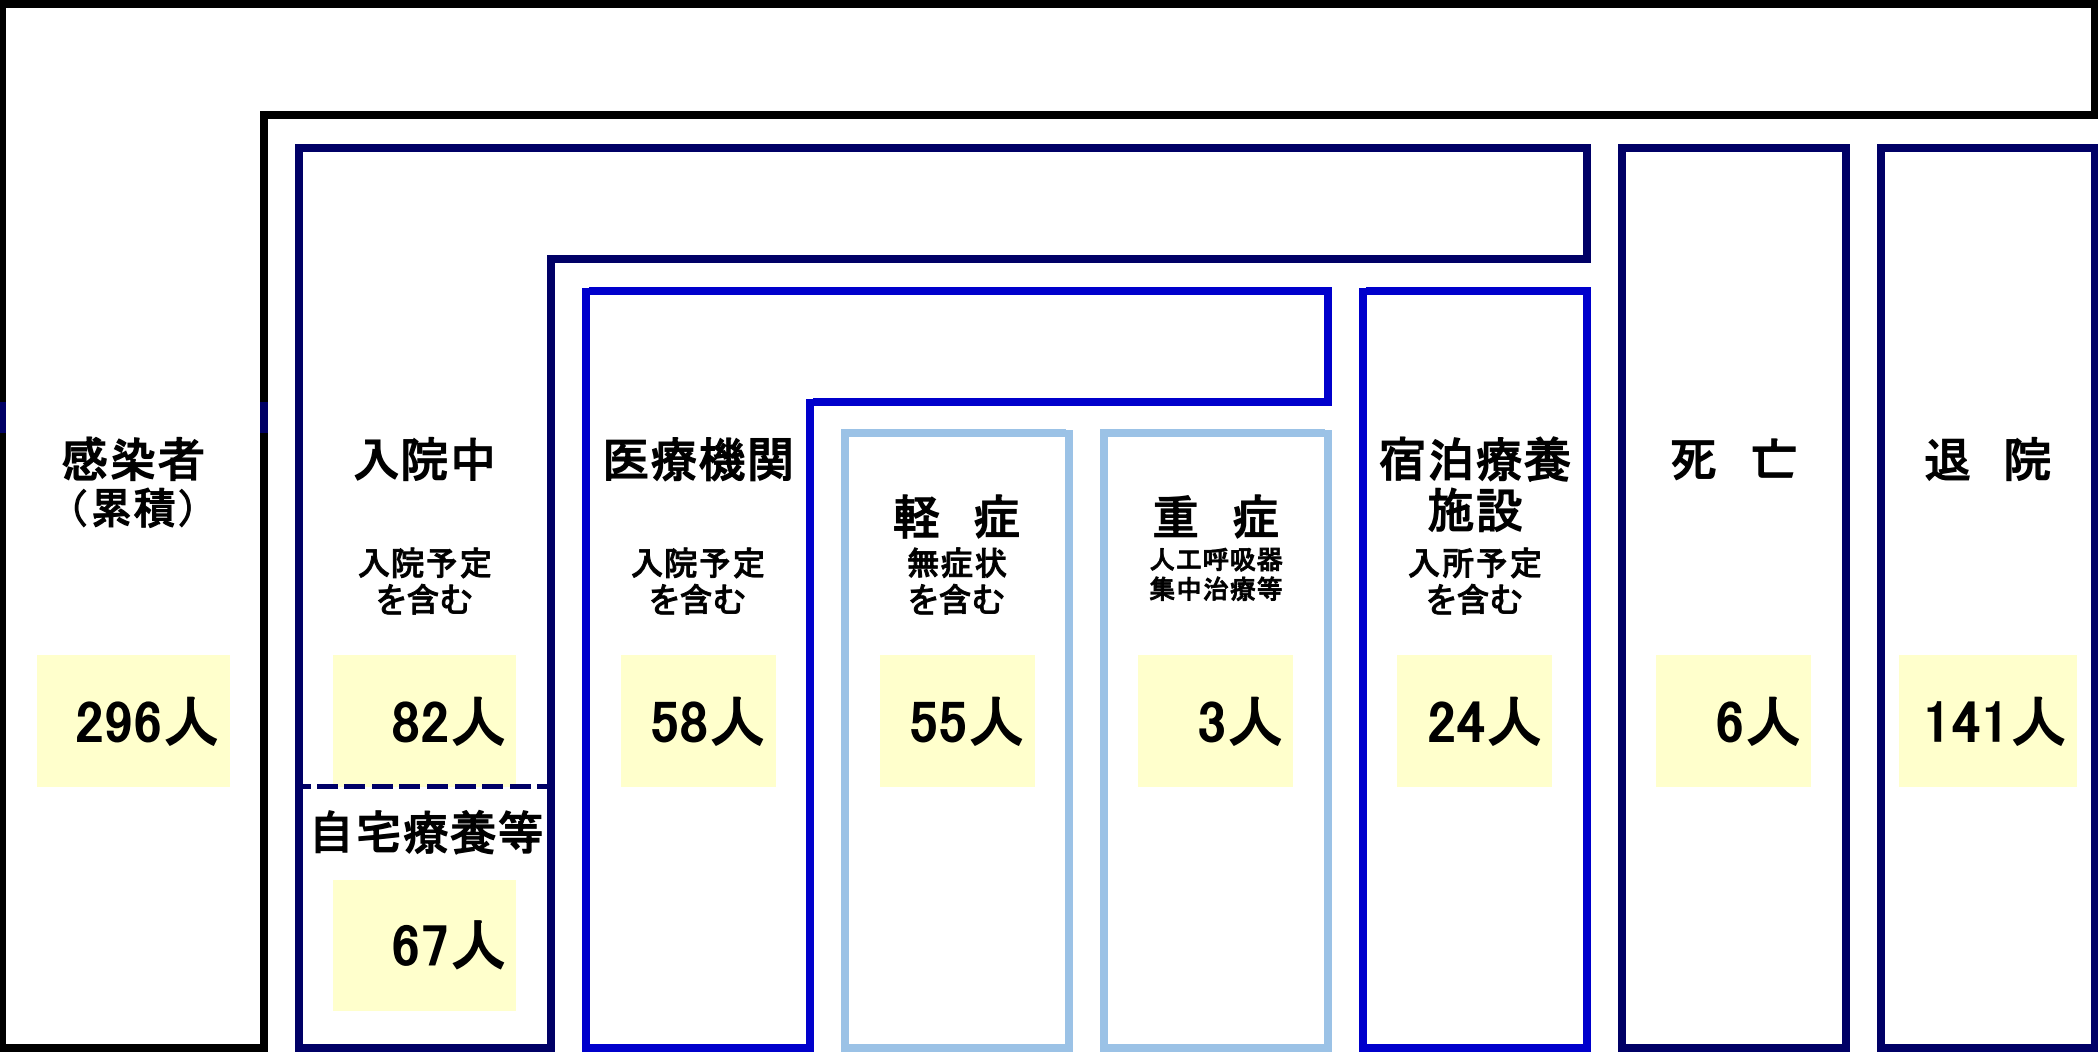 感染者
（累積）
296人
入院中
入院予定
を含む
82人
自宅療養等
67人
医療機関
入院予定
を含む
58人
軽 症
無症状
を含む
55人
重 症
人工呼吸器
集中治療等
3人
宿泊療養
施設
入所予定
を含む
24人
死 亡
6人
退 院
141人